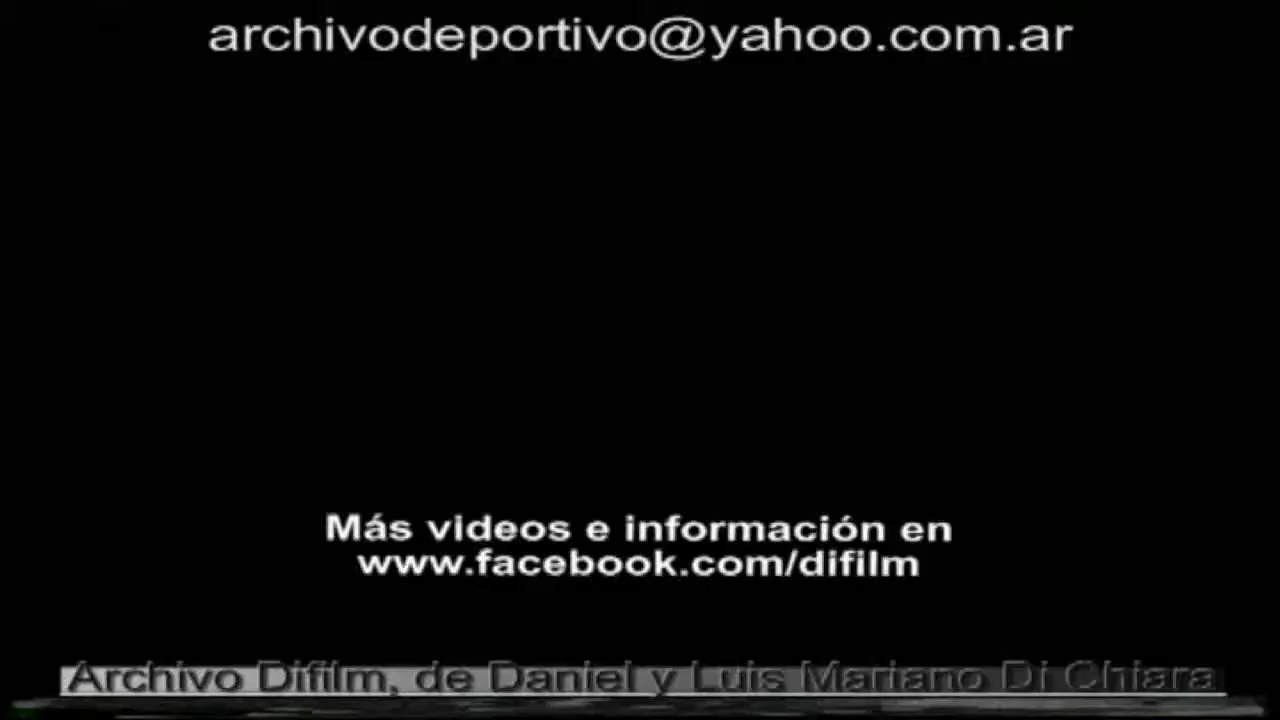 archivodeportivo@yahoo.com.ar
Más videos e información en
www.facebook.com/difilm
Archivo Difilm, de Daniel y Luis Mariano Di Chiara